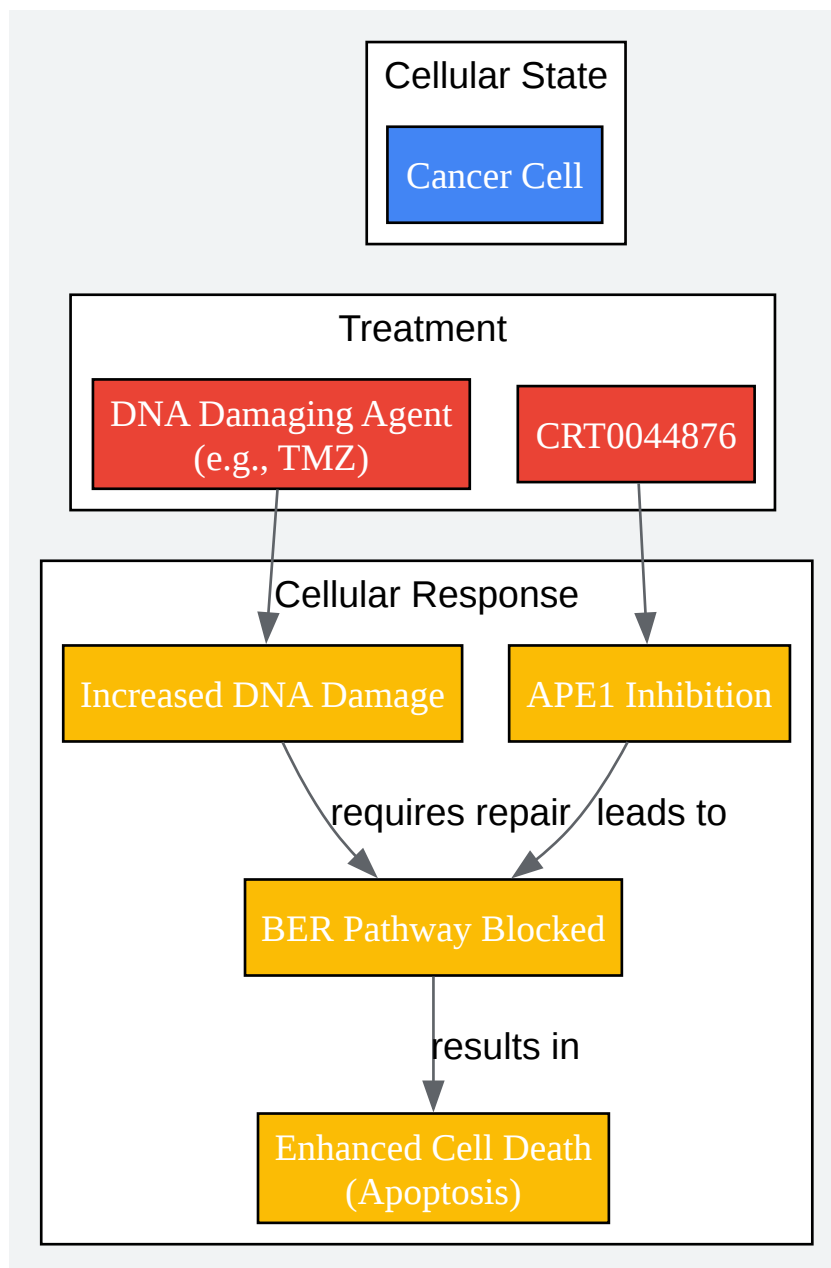 Cellular State
Cancer Cell
Treatment
DNA Damaging Agent
(e.g., TMZ)
CRT0044876
Cellular Response
Increased DNA Damage
APE1 Inhibition
requires repair
leads to
BER Pathway Blocked
results in
Enhanced Cell Death
(Apoptosis)